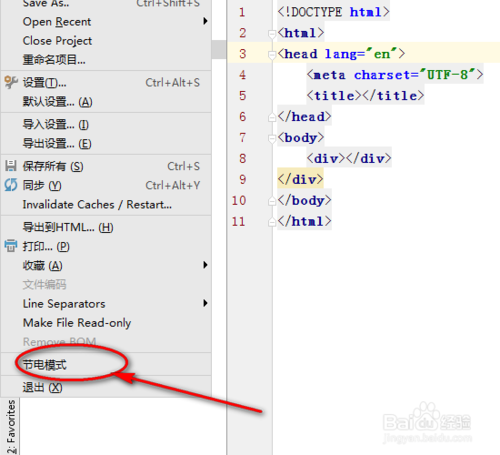 Save As..
Ctrl+Shift+S
Open Recent
Close Project
重命名项目...
设置(T)...
Ctrl+Alt+S
默认设置... (A)
导入设置... (I)
导出设置... (E)
保存所有 (S)
Ctrl+S
同步 (Y)
Ctrl+Alt+Y
Invalidate Caches / Restart...
导出到HTML... (H)
打印... (P)
收藏 (A)
文件编码
Line Separators
Make File Read-only
Remove BOM
节电模式
退出 (X)
2: Favorites
1 <!DOCTYPE html>
2 <html>
3 <head lang="en">
4 <meta charset="UTF-8">
5 <title></title>
6 </head>
7 <body>
8 <div></div>
9 </div>
10 </body>
11 </html>
Baidu经验
jingyan.baidu.com